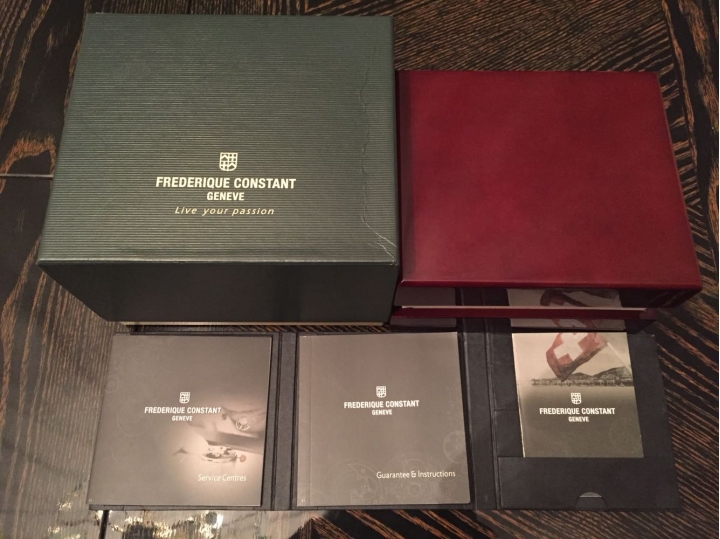 FREDERIQUE CONSTANT
GENEVE
Live your passion
FREDERIQUE CONSTANT
GENEVE
Service Centres
FREDERIQUE CONSTANT
GENEVE
Guarantee & Instructions
FREDERIQUE CONSTANT
GENEVE